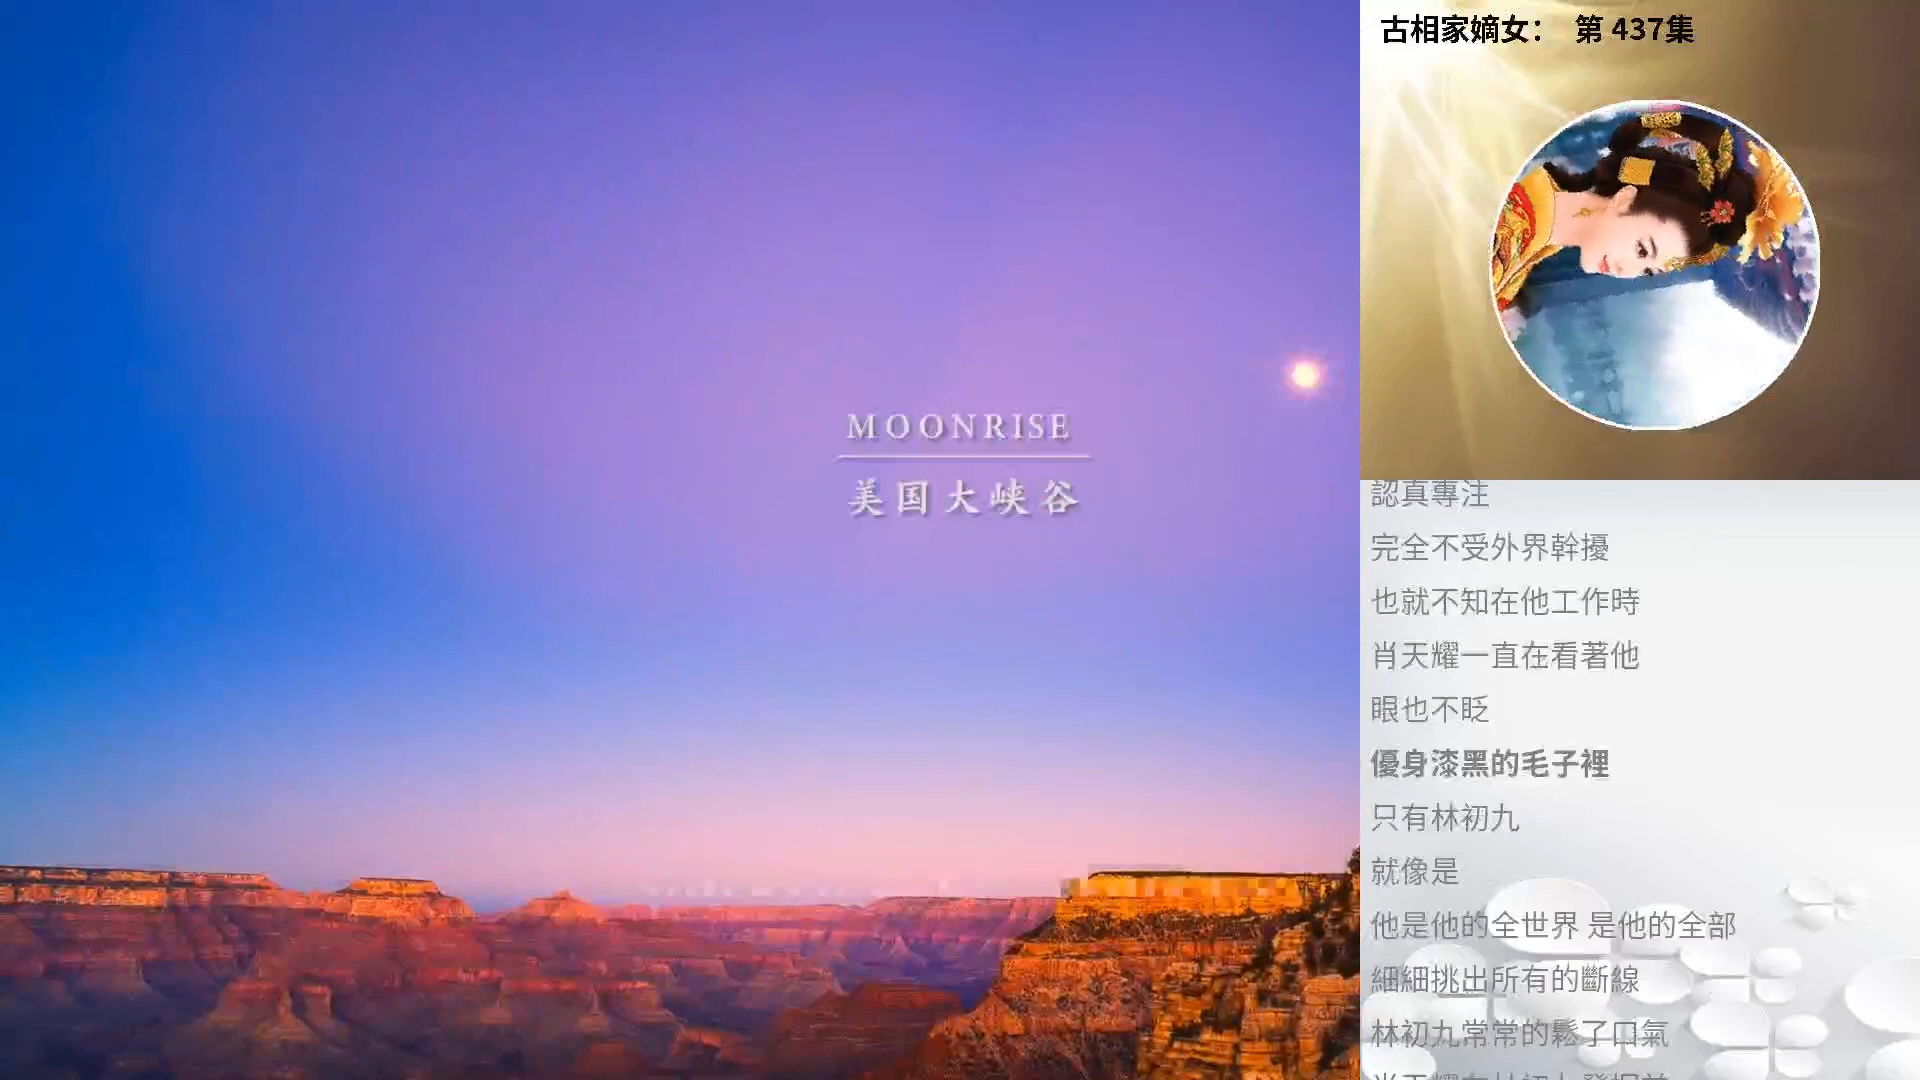 MOONRISE
美国大峡谷
古相家嫡女： 第 437集
認真專注
完全不受外界幹擾
也就不知在他工作時
肖天耀一直在看著他
眼也不眨
優身漆黑的毛子裡
只有林初九
就像是
他是他的全世界 是他的全部
細細挑出所有的斷線
林初九常常的鬆了口氣